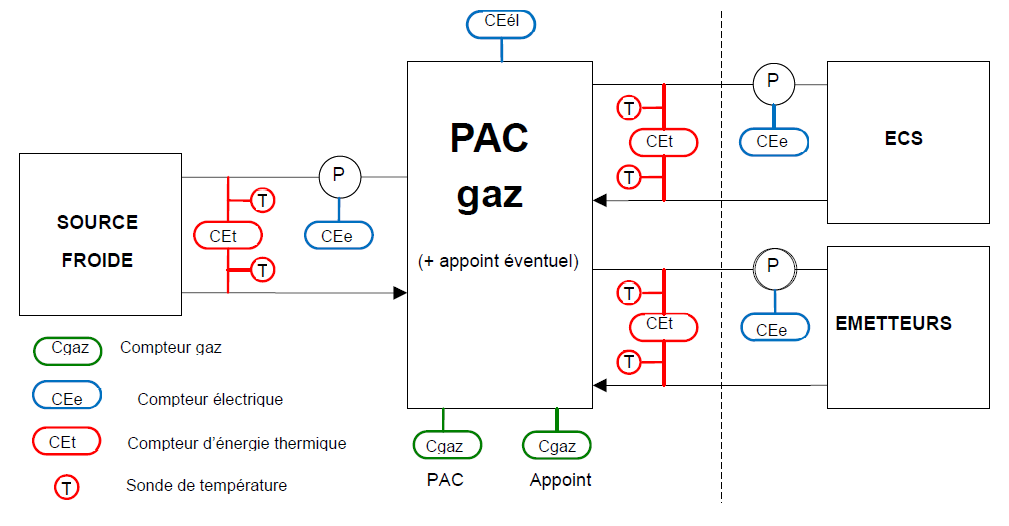 CEél
PAC
gaz
(+ appoint éventuel)
SOURCE
FROIDE
T
CEt
T
P
CEe
T
CEt
T
P
CEe
ECS
T
CEt
T
P
CEe
EMETTEURS
Cgaz
PAC
Cgaz
Appoint
Cgaz Compteur gaz
CEe Compteur électrique
CEt Compteur d'énergie thermique
T Sonde de température